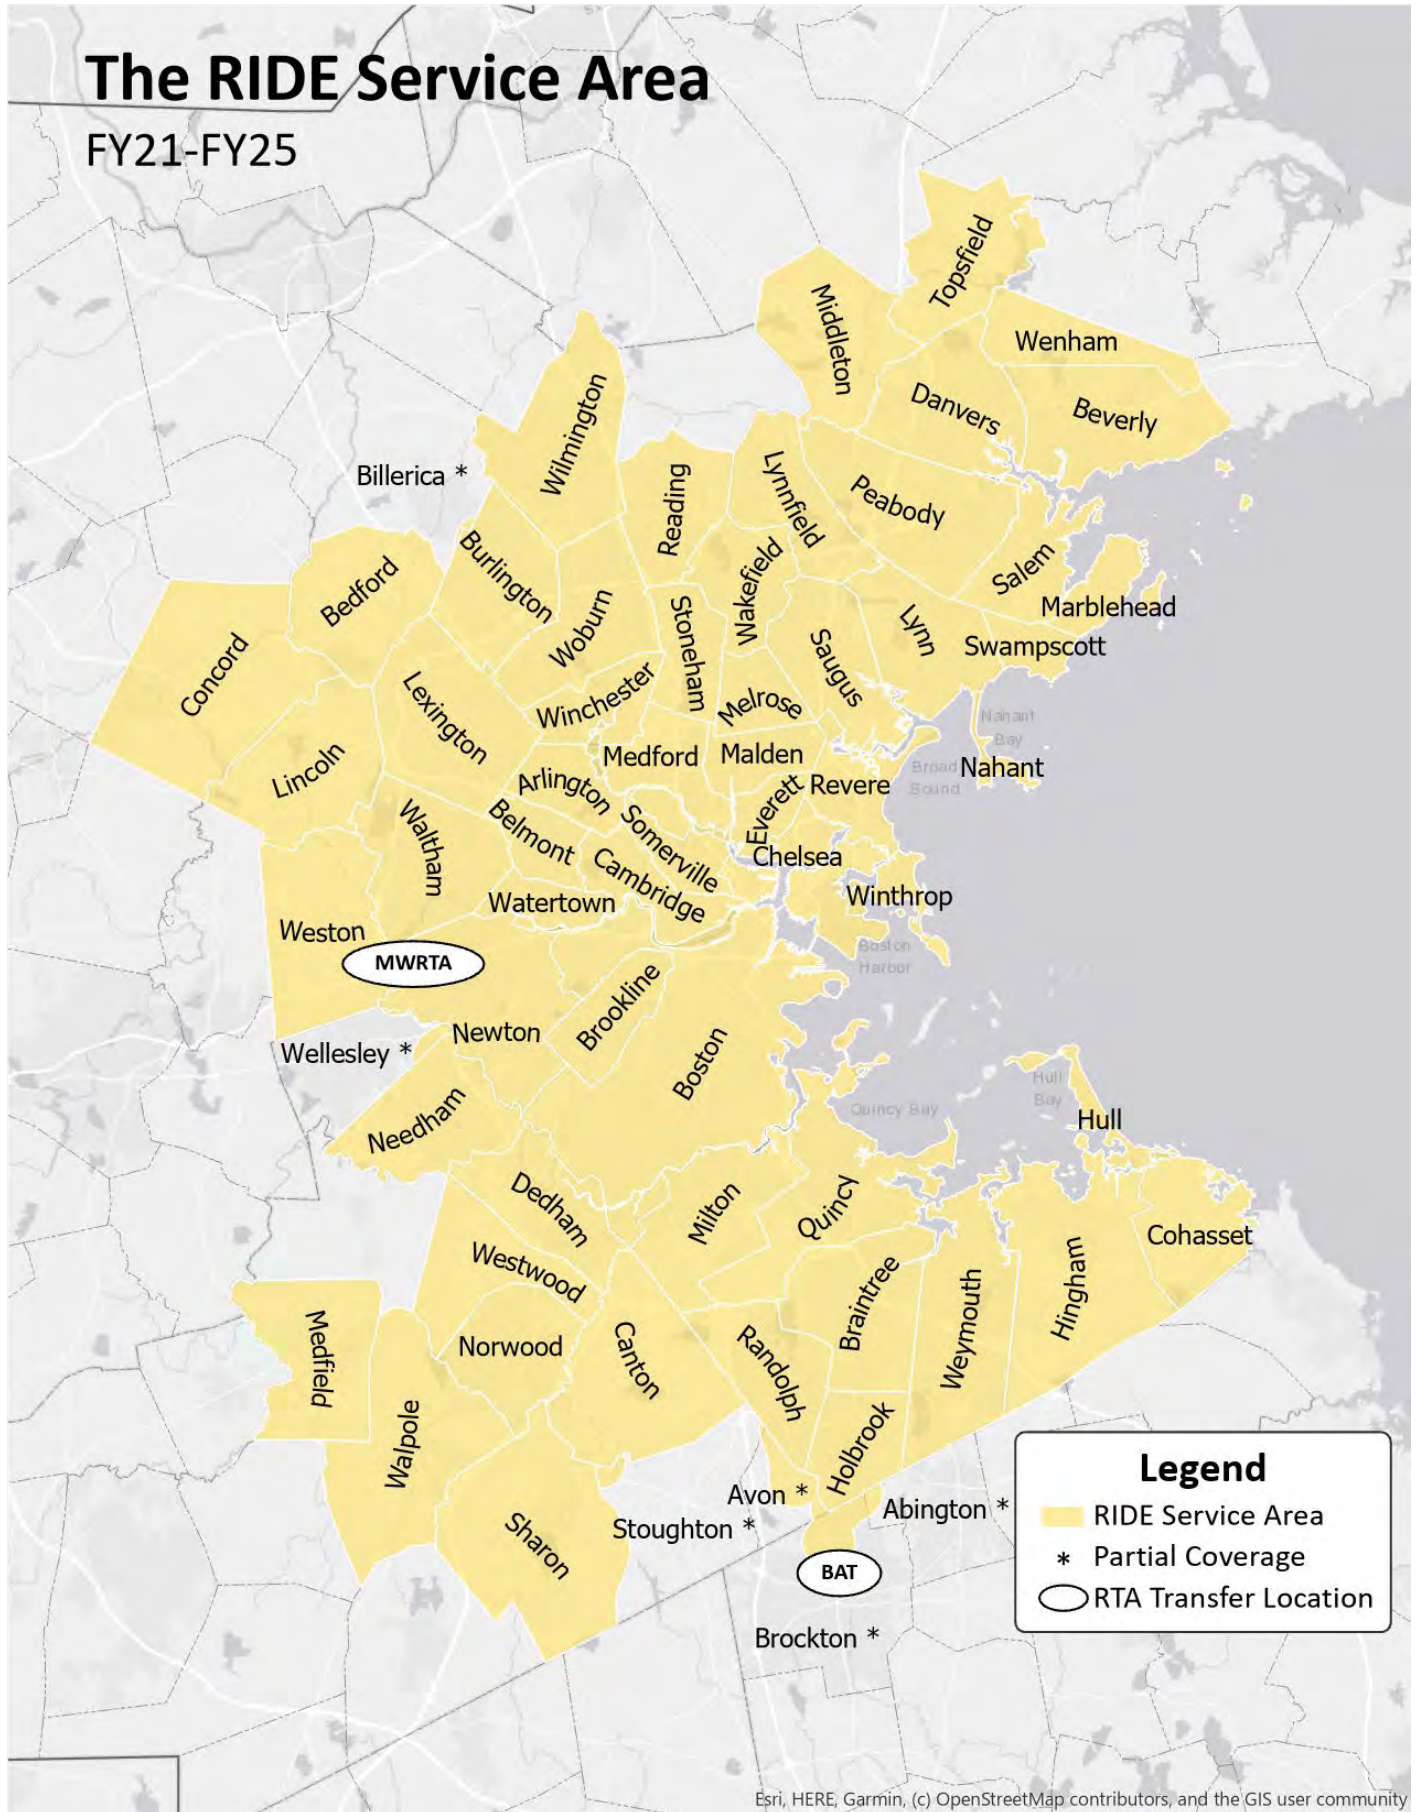 The RIDE Service Area
FY21-FY25
Topsfield
Middleton
Wenham
Danvers
Beverly
Wilmington
Billerica *
Reading
Lynnfield
Peabody
Burlington
Bedford
Wakefield
Salem
Woburn
Stoneham
Marblehead
Concord
Lynn
Swampscott
Saugus
Lexington
Winchester
Melrose
Nahant
Bay
Lincoln
Medford
Malden
Broad
Sound
Nahant
Arlington
Revere
Everett
Waltham
Belmont
Somerville
Chelsea
Cambridge
Winthrop
Watertown
Weston
MWRTA
Boston
Harbor
Brookline
Newton
Wellesley *
Boston
Hull
Bay
Quincy Bay
Hull
Needham
Dedham
Milton
Quincy
Cohasset
Westwood
Hingham
Braintree
Weymouth
Medfield
Norwood
Canton
Randolph
Walpole
Holbrook
Avon *
Abington *
Stoughton *
Sharon
BAT
Brockton *
Legend
RIDE Service Area
* Partial Coverage
RTA Transfer Location
Esri, HERE, Garmin, (c) OpenStreetMap contributors, and the GIS user community